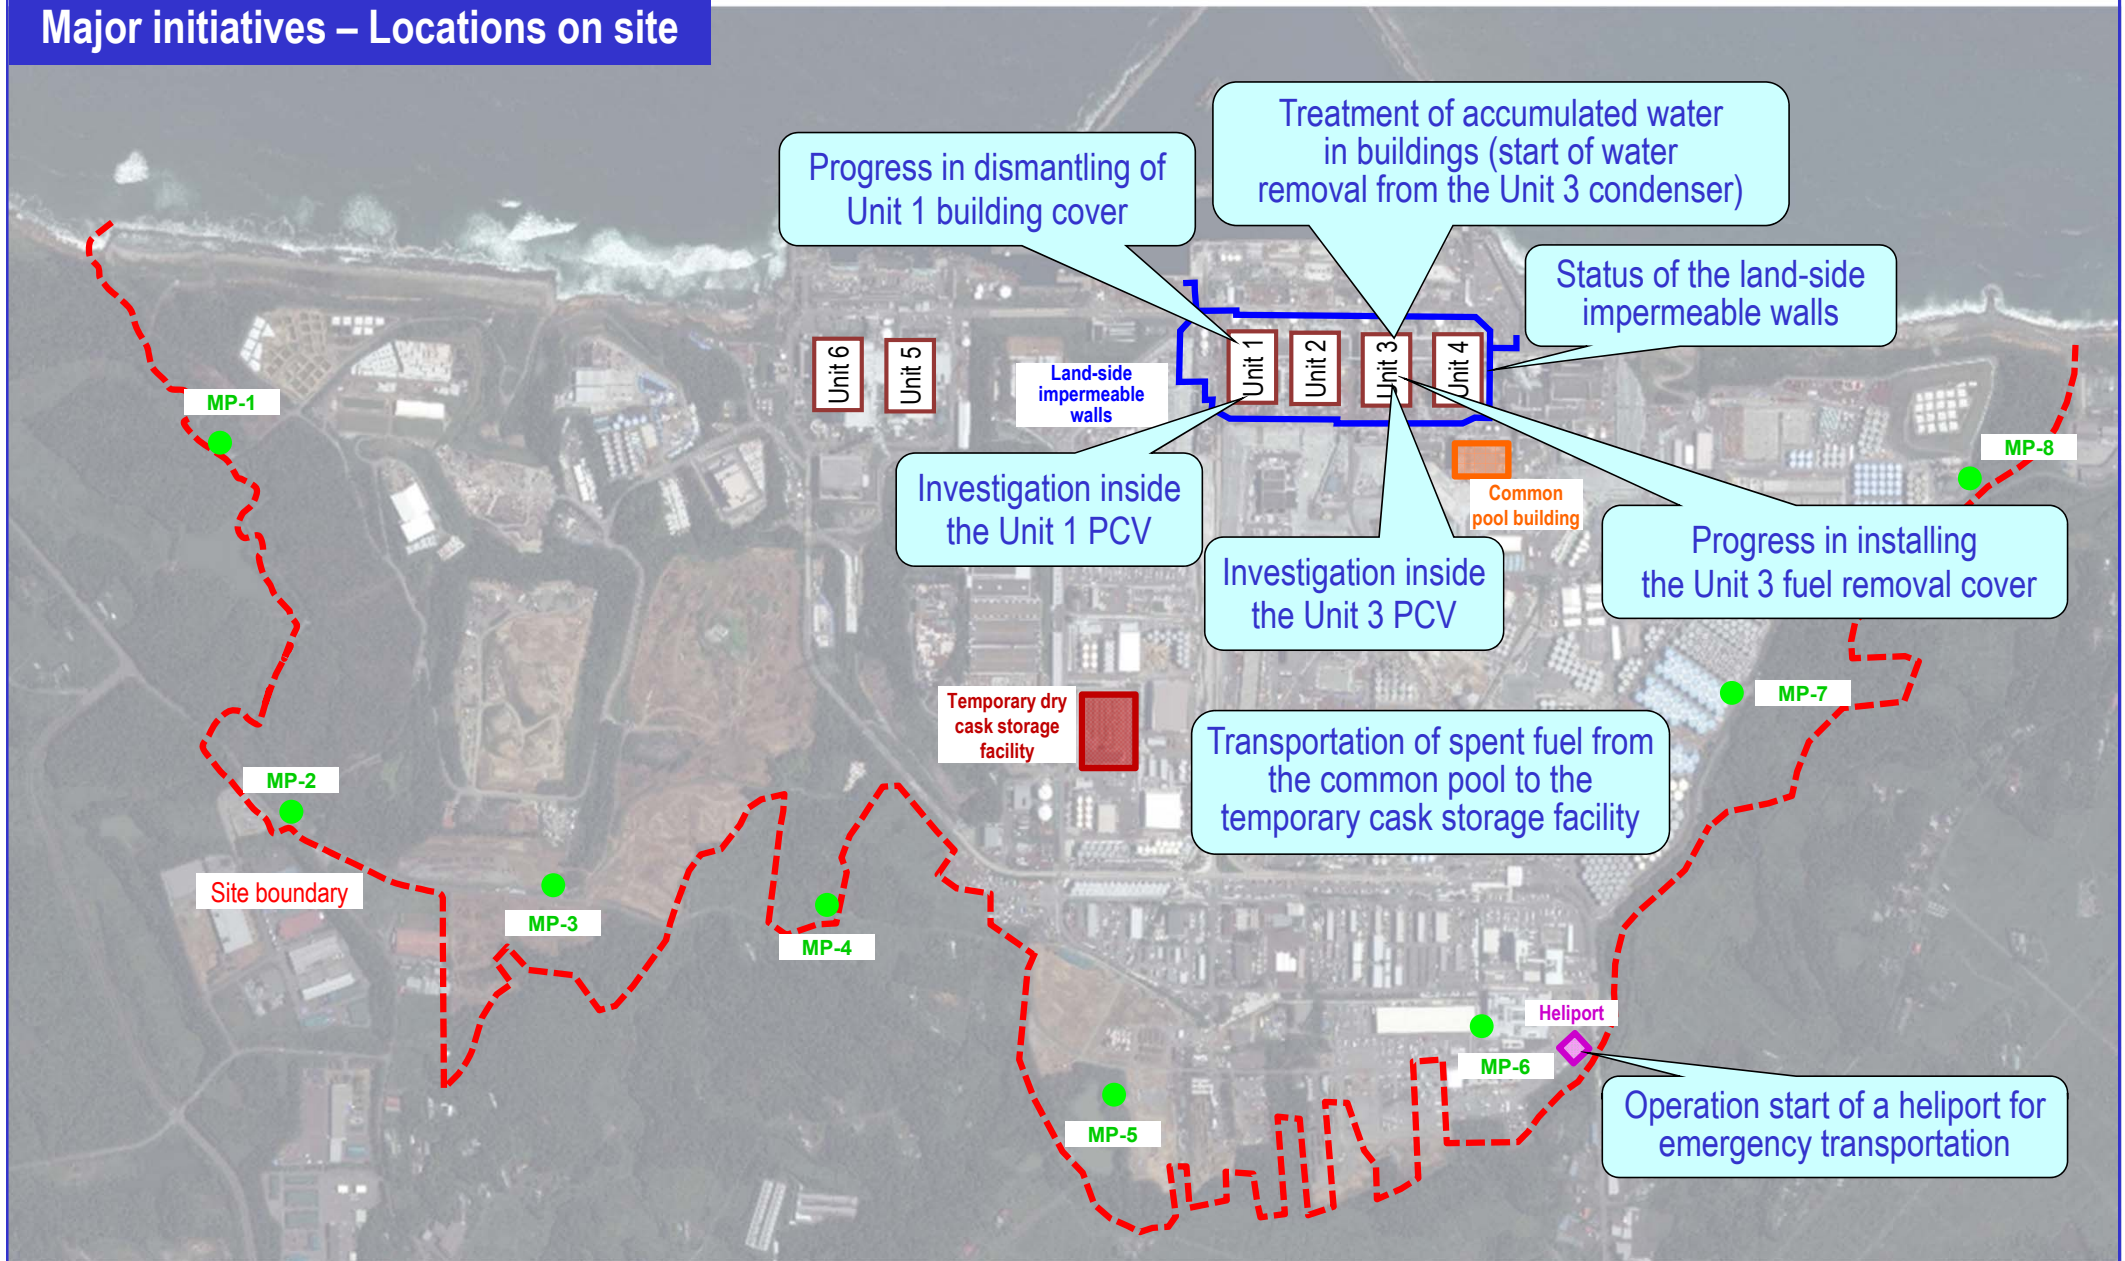 Major initiatives – Locations on site
Treatment of accumulated water
in buildings (start of water
removal from the Unit 3 condenser)
Progress in dismantling of
Unit 1 building cover
Status of the land-side
impermeable walls
Unit 6
Unit 5
Unit 1
Unit 2
Unit 3
Unit 4
Land-side
impermeable
walls
MP-1
MP-8
Investigation inside
the Unit 1 PCV
Common
pool building
Investigation inside
the Unit 3 PCV
Progress in installing
the Unit 3 fuel removal cover
Temporary dry
cask storage
facility
MP-7
Transportation of spent fuel from
the common pool to the
temporary cask storage facility
MP-2
Site boundary
MP-3
MP-4
Heliport
MP-6
MP-5
Operation start of a heliport for
emergency transportation